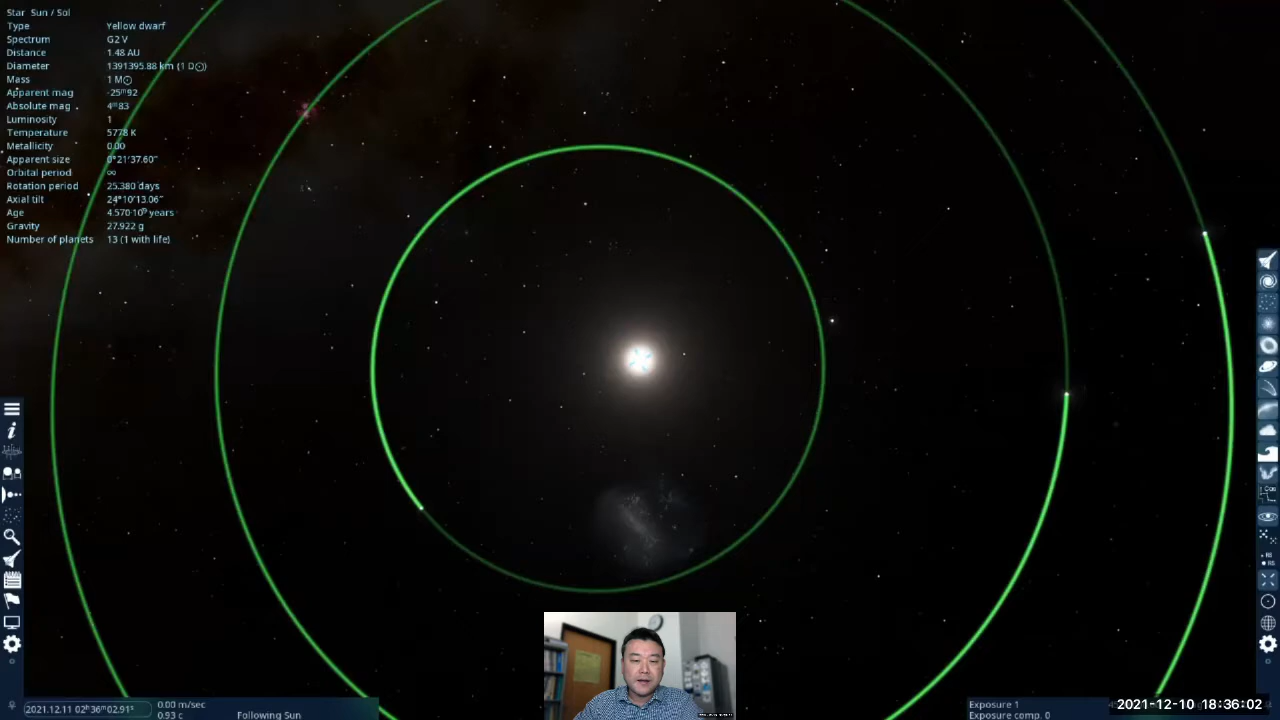 Star Sun / Sol
Type Yellow dwarf
Spectrum G2 V
Distance 1.48 AU
Diameter 1391395.88 km (1 D☉)
Mass 1 M☉
Apparent mag -25ᵐ92
Absolute mag 4ᵐ83
Luminosity 1
Temperature 5778 K
Metallicity 0.00
Apparent size 0°21'37.60"
Orbital period ∞
Rotation period 25.380 days
Axial tilt 24°10'13.06"
Age 4.570·10⁹ years
Gravity 27.922 g
Number of planets 13 (1 with life)
2021.12.11 02ʰ36ᵐ02.91ˢ
0.00 m/sec
0.93 c
Following Sun
Exposure 1
Exposure comp. 0
2021-12-10 18:36:02